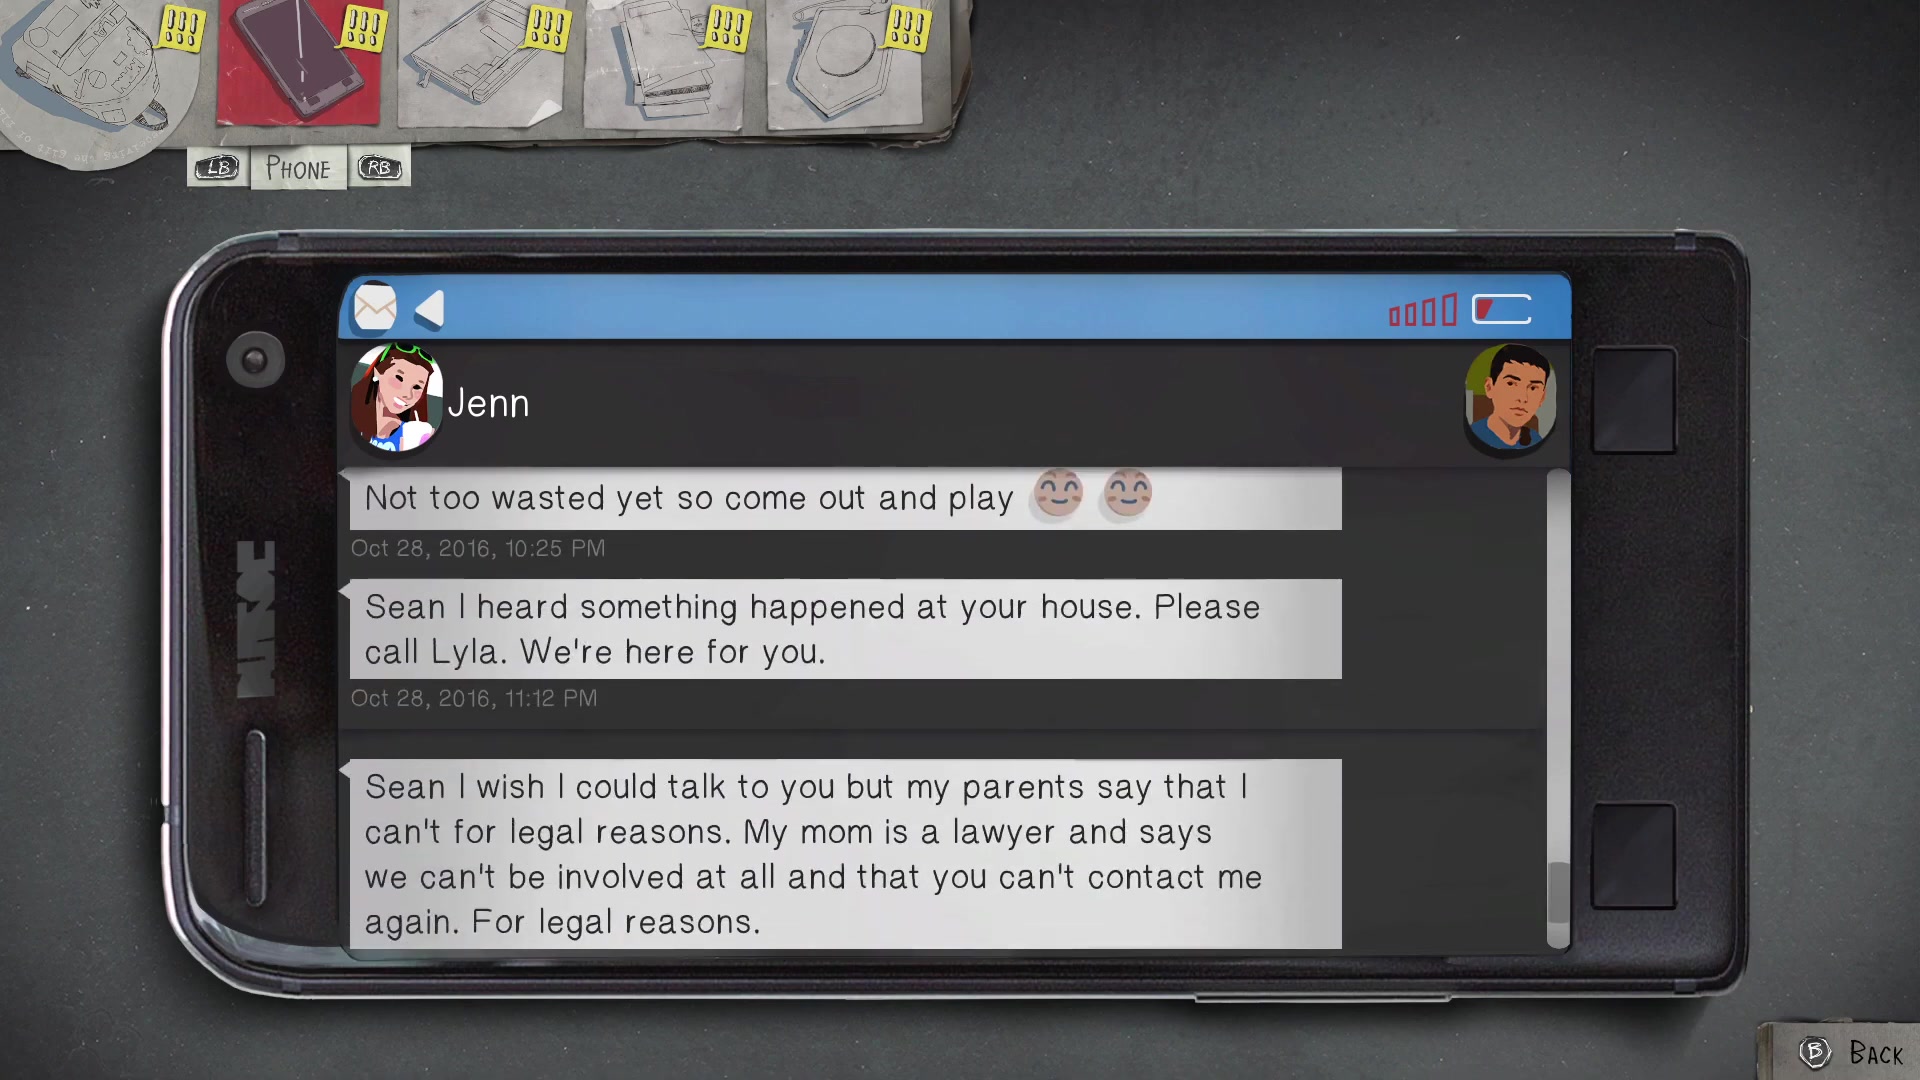 LB PHONE RB
Jenn
Not too wasted yet so come out and play
Oct 28, 2016, 10:25 PM
Sean I heard something happened at your house. Please
call Lyla. We're here for you.
Oct 28, 2016, 11:12 PM
Sean I wish I could talk to you but my parents say that I
can't for legal reasons. My mom is a lawyer and says
we can't be involved at all and that you can't contact me
again. For legal reasons.
B BACK